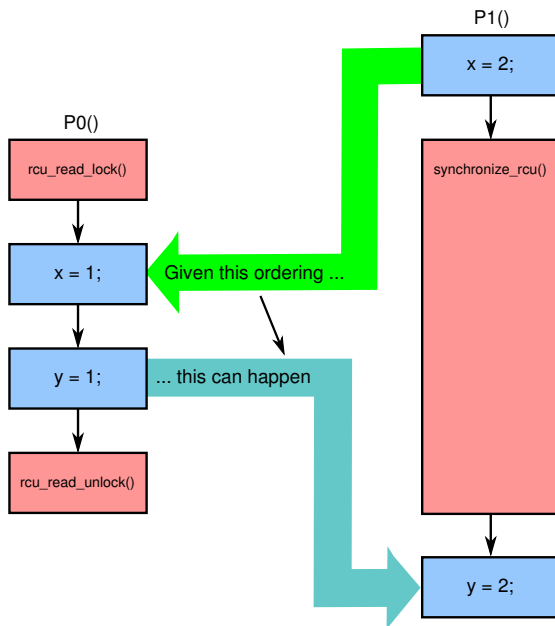 P1()
x = 2;
P0()
rcu_read_lock()
synchronize_rcu()
x = 1;
Given this ordering ...
y = 1;
... this can happen
rcu_read_unlock()
y = 2;